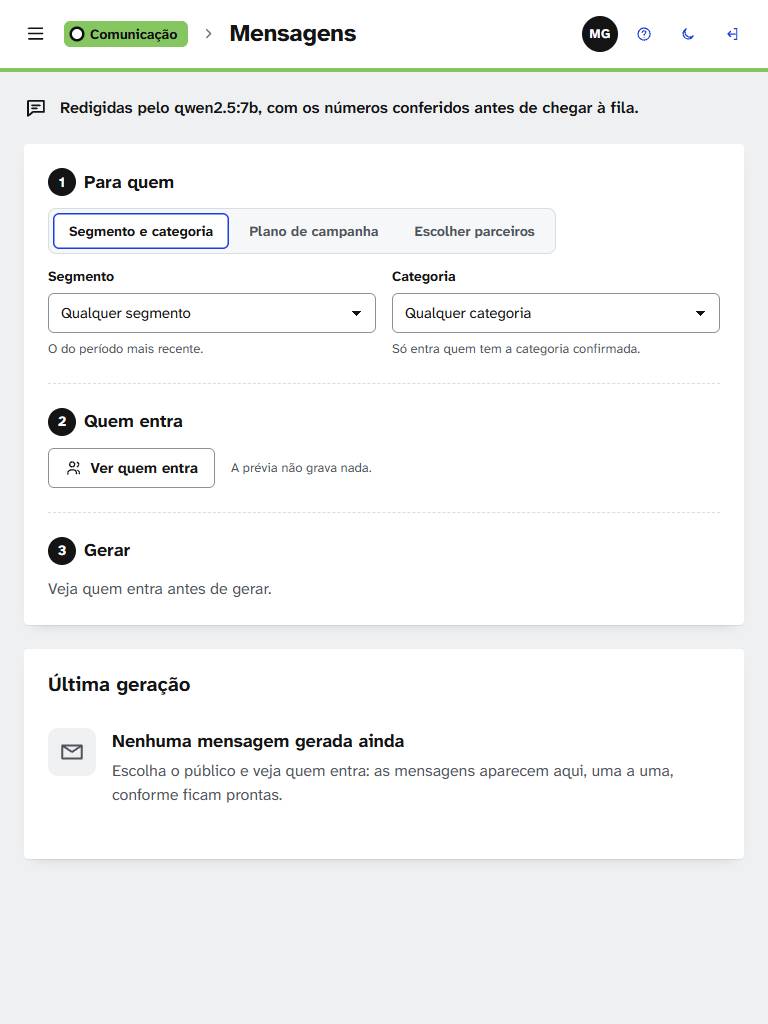 Comunicação
Mensagens
MG
Redigidas pelo qwen2.5:7b, com os números conferidos antes de chegar à fila.
1 Para quem
Segmento e categoria
Plano de campanha
Escolher parceiros
Segmento
Categoria
Qualquer segmento
Qualquer categoria
O do período mais recente.
Só entra quem tem a categoria confirmada.
2 Quem entra
Ver quem entra
A prévia não grava nada.
3 Gerar
Veja quem entra antes de gerar.
Última geração
Nenhuma mensagem gerada ainda
Escolha o público e veja quem entra: as mensagens aparecem aqui, uma a uma,
conforme ficam prontas.